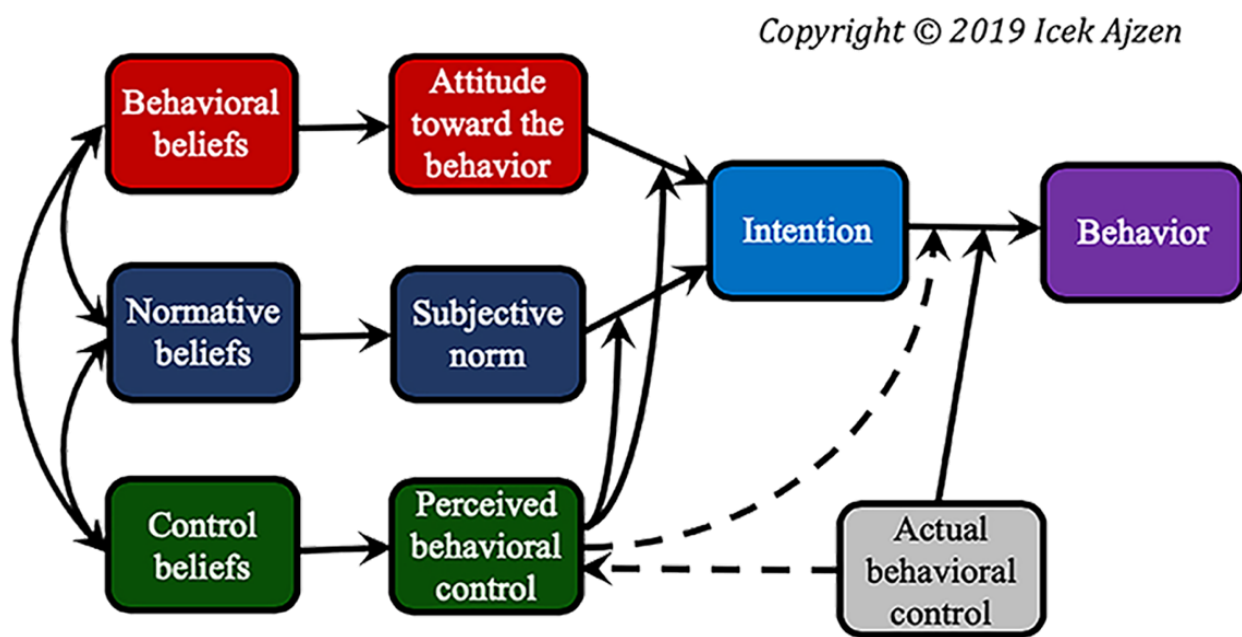 Copyright © 2019 Icek Ajzen
Behavioral
beliefs
Attitude
toward the
behavior
Intention
Behavior
Normative
beliefs
Subjective
norm
Control
beliefs
Perceived
behavioral
control
Actual
behavioral
control